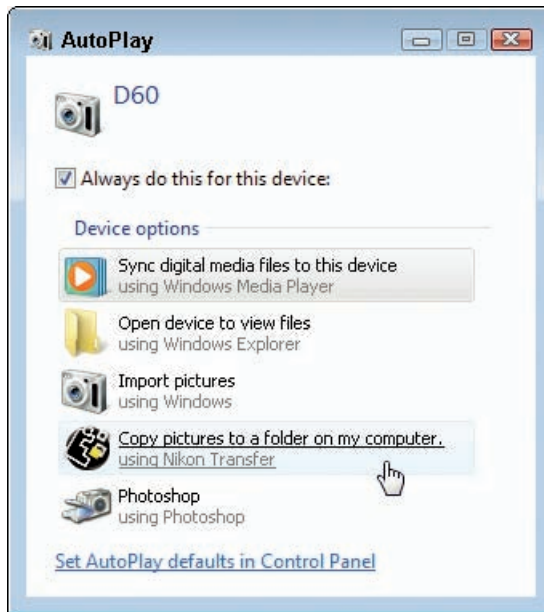 AutoPlay
D60
Always do this for this device:
Device options
Sync digital media files to this device
using Windows Media Player
Open device to view files
using Windows Explorer
Import pictures
using Windows
Copy pictures to a folder on my computer.
using Nikon Transfer
Photoshop
using Photoshop
Set AutoPlay defaults in Control Panel